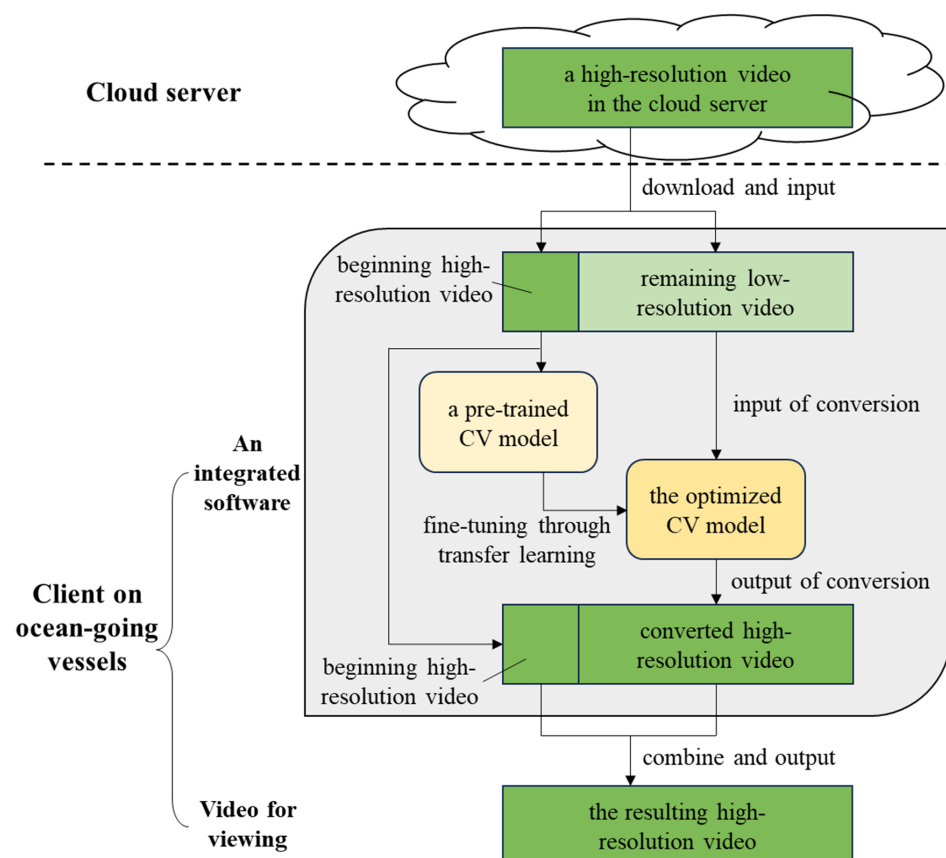 Cloud server
a high-resolution video
in the cloud server
download and input
beginning high-
resolution video
remaining low-
resolution video
a pre-trained
CV model
input of conversion
An
integrated
software
the optimized
CV model
fine-tuning through
transfer learning
output of conversion
Client on
ocean-going
vessels
converted high-
resolution video
beginning high-
resolution video
combine and output
Video for
viewing
the resulting high-
resolution video